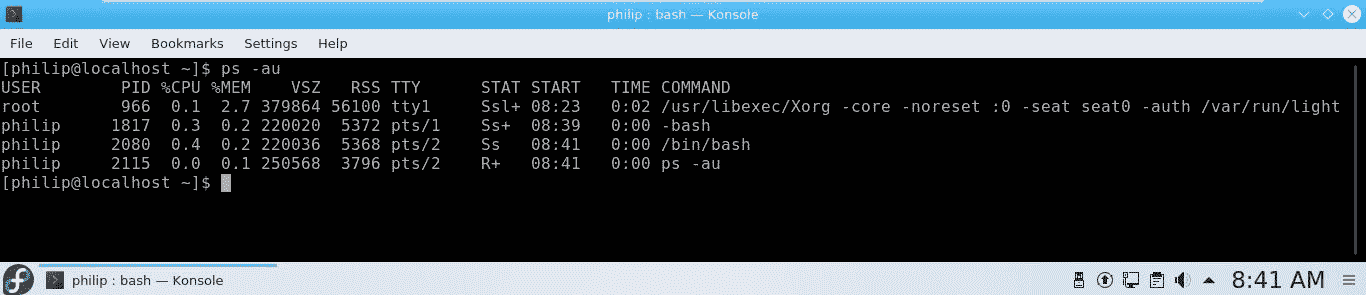 philip : bash — Konsole
File Edit View Bookmarks Settings Help
[philip@localhost ~]$ ps -au
USER PID %CPU %MEM VSZ RSS TTY STAT START TIME COMMAND
root 966 0.1 2.7 379864 56100 tty1 Ssl+ 08:23 0:02 /usr/libexec/Xorg -core -noreset :0 -seat seat0 -auth /var/run/light
philip 1817 0.3 0.2 220020 5372 pts/1 Ss+ 08:39 0:00 -bash
philip 2080 0.4 0.2 220036 5368 pts/2 Ss 08:41 0:00 /bin/bash
philip 2115 0.0 0.1 250568 3796 pts/2 R+ 08:41 0:00 ps -au
[philip@localhost ~]$
philip : bash — Konsole
8:41 AM